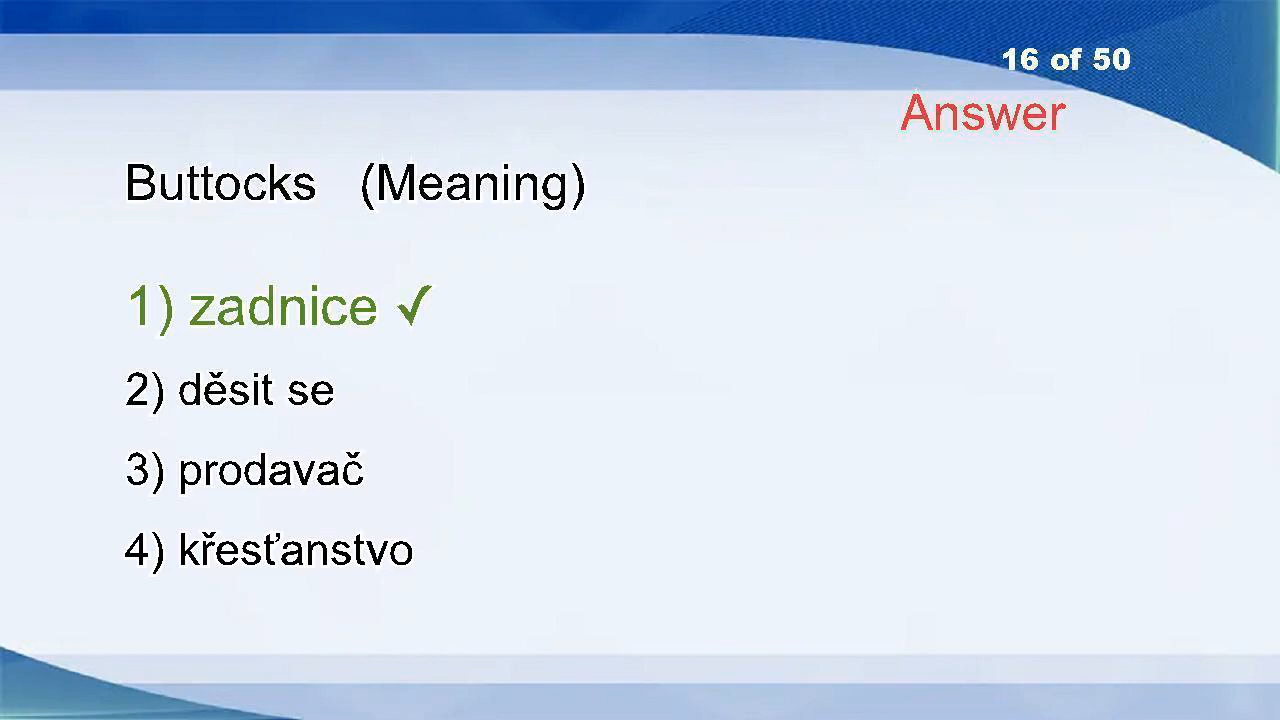 16 of 50
Answer
Buttocks (Meaning)
1) zadnice ✓
2) děsit se
3) prodavač
4) křesťanstvo